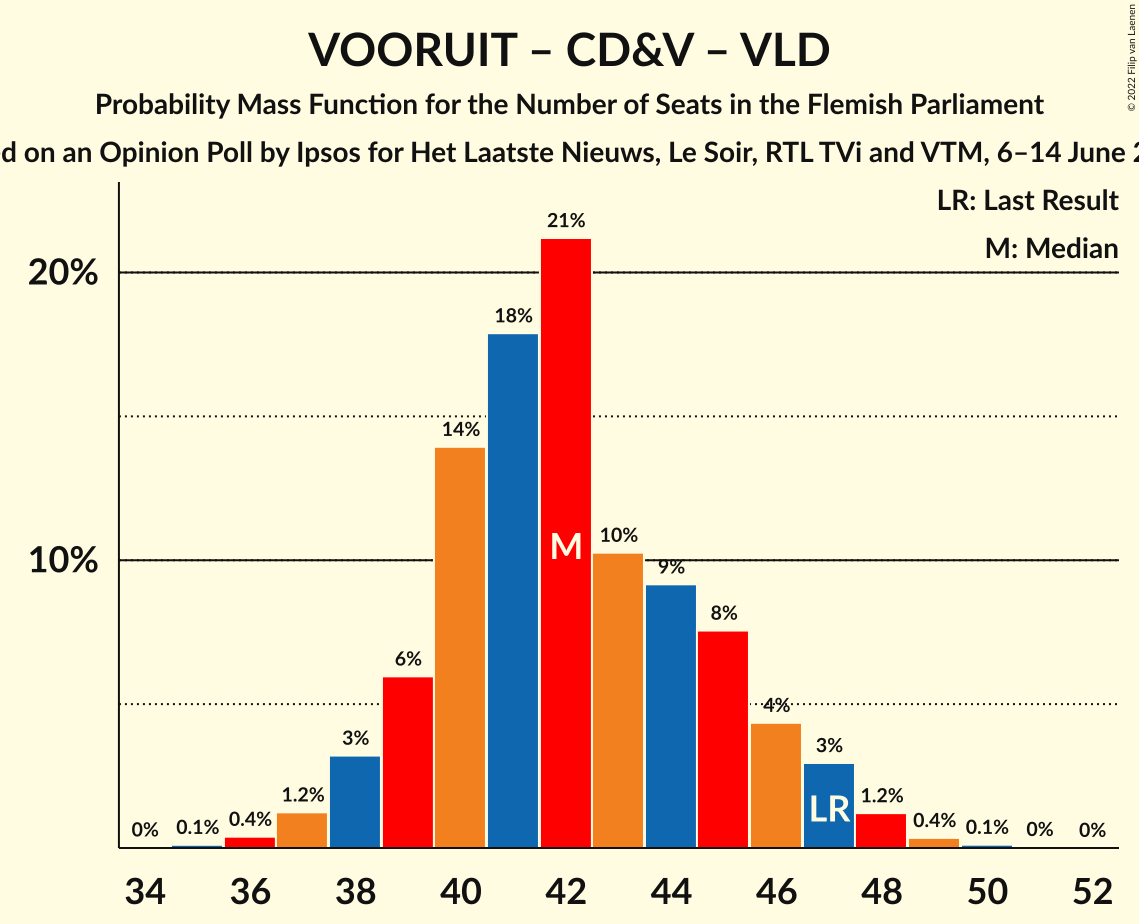 VOORUIT – CD&V – VLD
Probability Mass Function for the Number of Seats in the Flemish Parliament
d on an Opinion Poll by Ipsos for Het Laatste Nieuws, Le Soir, RTL TVi and VTM, 6–14 June 2
© 2022 Filip van Laenen
LR: Last Result
M: Median
20%
10%
0%
0.1%
0.4%
1.2%
3%
6%
14%
18%
21%
10%
9%
8%
4%
3%
1.2%
0.4%
0.1%
0%
0%
M
LR
34 36 38 40 42 44 46 48 50 52